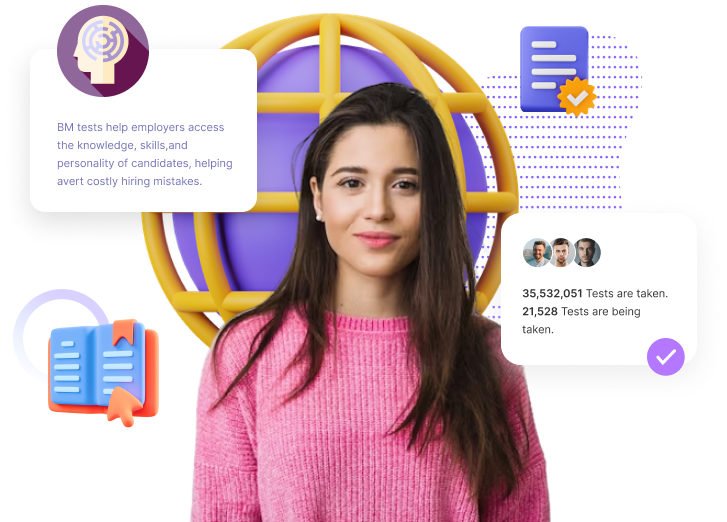 BM tests help employers access
the knowledge, skills,and
personality of candidates, helping
avert costly hiring mistakes.
35,532,051 Tests are taken.
21,528 Tests are being
taken.